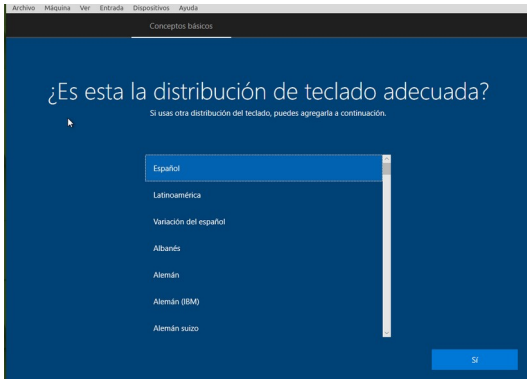 Archivo Máquina Ver Entrada Dispositivos Ayuda
Conceptos básicos
¿Es esta la distribución de teclado adecuada?
Si usas otra distribución del teclado, puedes agregarla a continuación.
Español
Latinoamérica
Variación del español
Albanés
Alemán
Alemán (IBM)
Alemán suizo
Sí